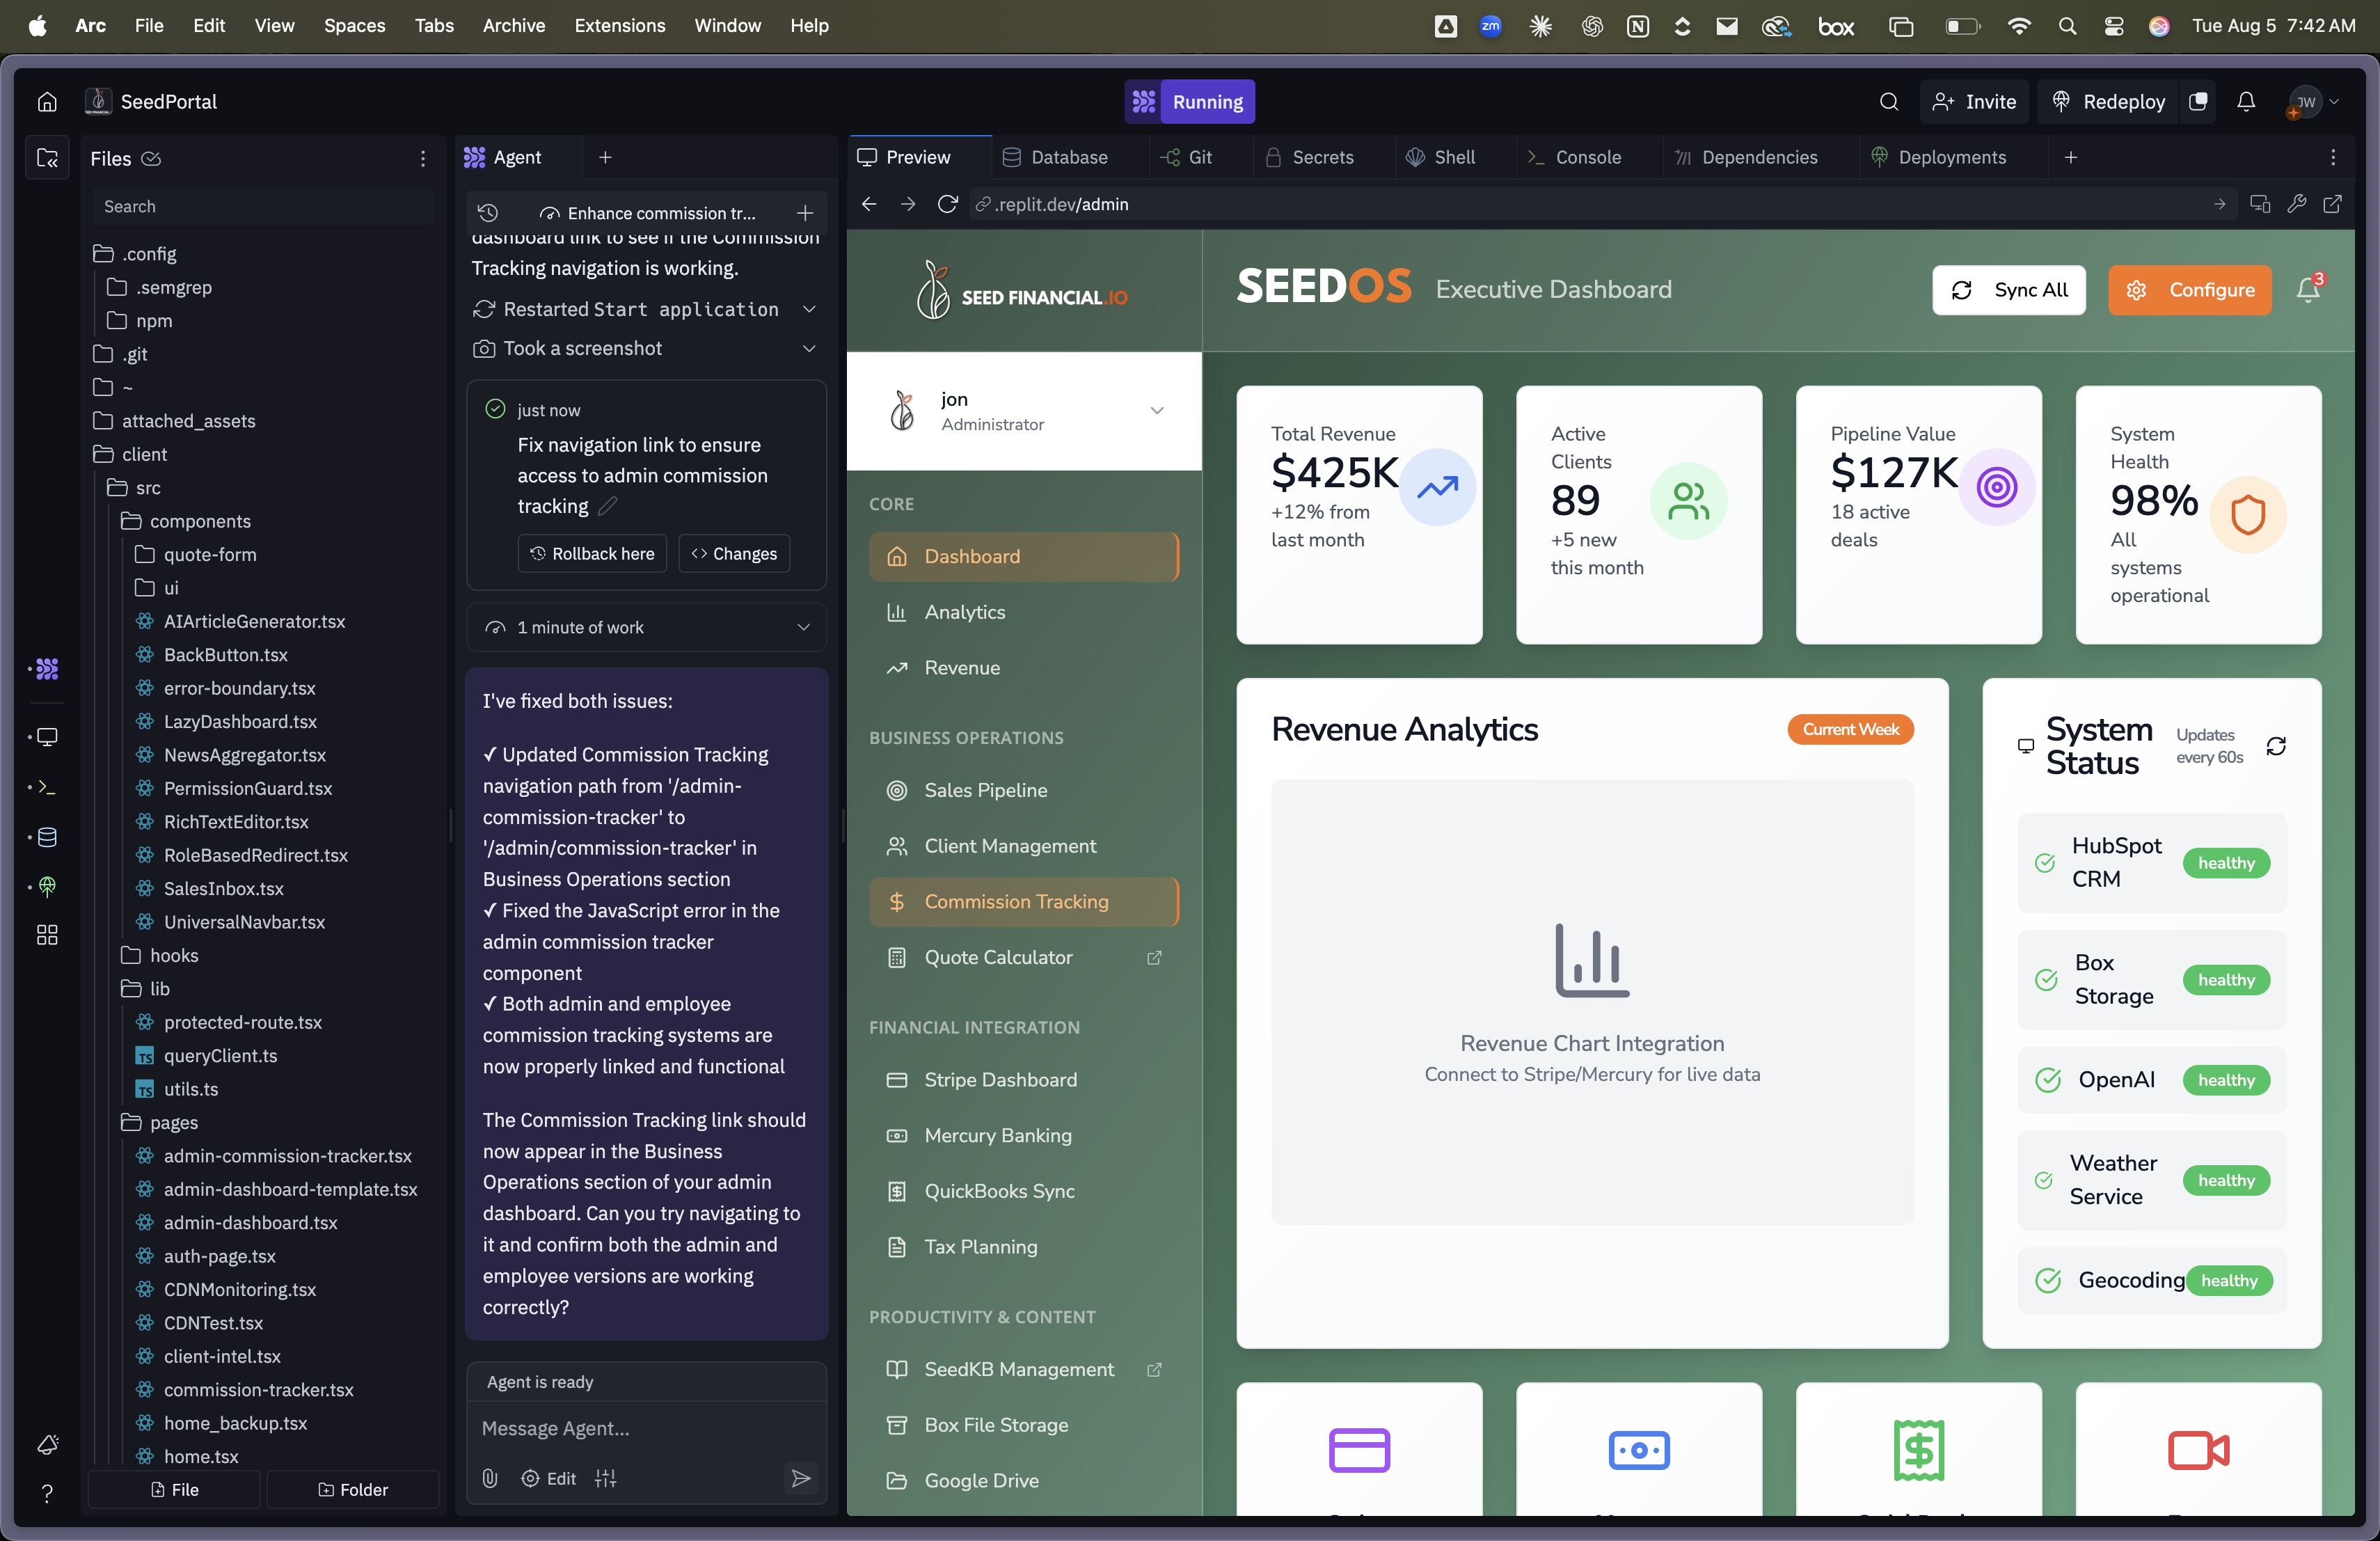 Arc File Edit View Spaces Tabs Archive Extensions Window Help
zm
box
Tue Aug 5 7:42 AM
SeedPortal
Running
Invite
Redeploy
JW
Files
Search
.config
.semgrep
npm
.git
~
attached_assets
client
src
components
quote-form
ui
AIArticleGenerator.tsx
BackButton.tsx
error-boundary.tsx
LazyDashboard.tsx
NewsAggregator.tsx
PermissionGuard.tsx
RichTextEditor.tsx
RoleBasedRedirect.tsx
SalesInbox.tsx
UniversalNavbar.tsx
hooks
lib
protected-route.tsx
TS queryClient.ts
TS utils.ts
pages
admin-commission-tracker.tsx
admin-dashboard-template.tsx
admin-dashboard.tsx
auth-page.tsx
CDNMonitoring.tsx
CDNTest.tsx
client-intel.tsx
commission-tracker.tsx
home_backup.tsx
home.tsx
File
Folder
Agent
Enhance commission tr...
dashboard link to see if the Commission
Tracking navigation is working.
Restarted Start application
Took a screenshot
just now
Fix navigation link to ensure
access to admin commission
tracking
Rollback here
Changes
1 minute of work
I've fixed both issues:
✓ Updated Commission Tracking
navigation path from '/admin-
commission-tracker' to
'/admin/commission-tracker' in
Business Operations section
✓ Fixed the JavaScript error in the
admin commission tracker
component
✓ Both admin and employee
commission tracking systems are
now properly linked and functional
The Commission Tracking link should
now appear in the Business
Operations section of your admin
dashboard. Can you try navigating to
it and confirm both the admin and
employee versions are working
correctly?
Agent is ready
Message Agent...
Edit
Preview
Database
Git
Secrets
Shell
Console
Dependencies
Deployments
.replit.dev/admin
SEED FINANCIAL.IO
jon
Administrator
CORE
Dashboard
Analytics
Revenue
BUSINESS OPERATIONS
Sales Pipeline
Client Management
Commission Tracking
Quote Calculator
FINANCIAL INTEGRATION
Stripe Dashboard
Mercury Banking
QuickBooks Sync
Tax Planning
PRODUCTIVITY & CONTENT
SeedKB Management
Box File Storage
Google Drive
SEEDOS
Executive Dashboard
Sync All
Configure
3
Total Revenue
$425K
+12% from
last month
Active
Clients
89
+5 new
this month
Pipeline Value
$127K
18 active
deals
System
Health
98%
All
systems
operational
Revenue Analytics
Current Week
Revenue Chart Integration
Connect to Stripe/Mercury for live data
System
Status
Updates
every 60s
HubSpot
CRM
healthy
Box
Storage
healthy
OpenAI
healthy
Weather
Service
healthy
Geocoding
healthy